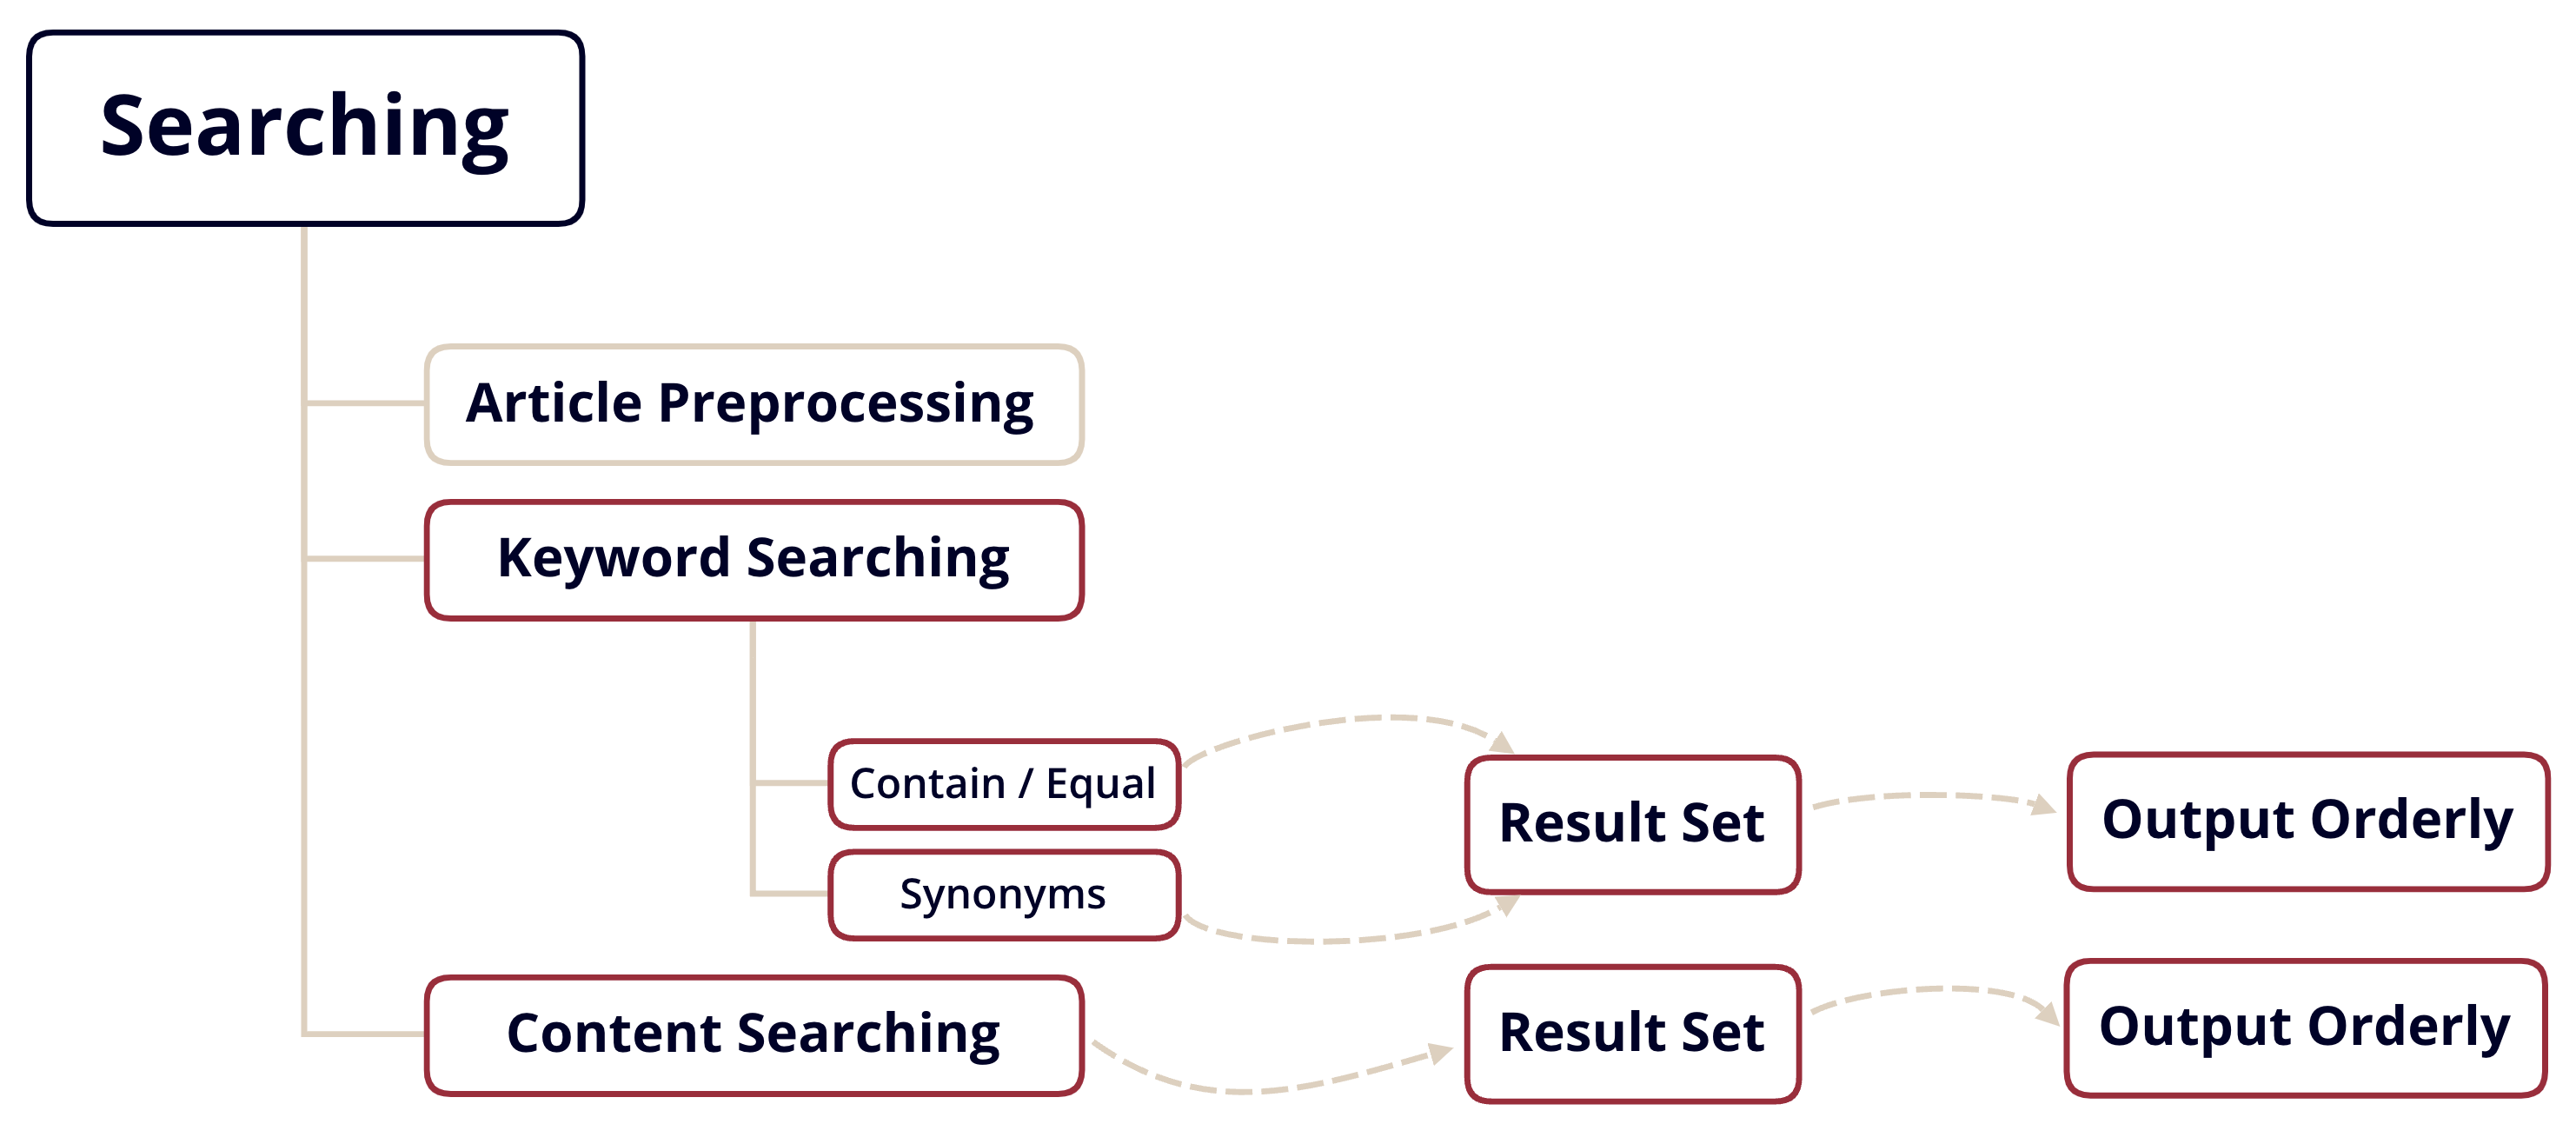 Searching
Article Preprocessing
Keyword Searching
Contain / Equal
Synonyms
Result Set
Output Orderly
Content Searching
Result Set
Output Orderly